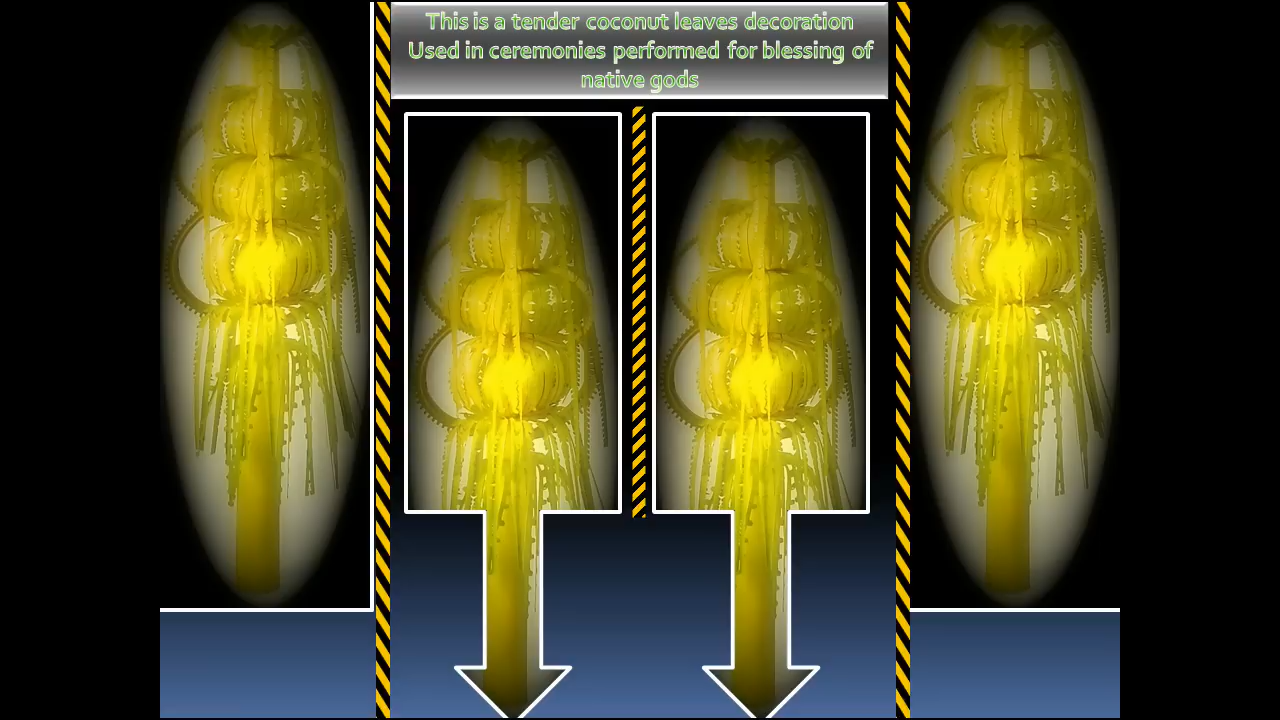 This is a tender coconut leaves decoration
Used in ceremonies performed for blessing of
native gods